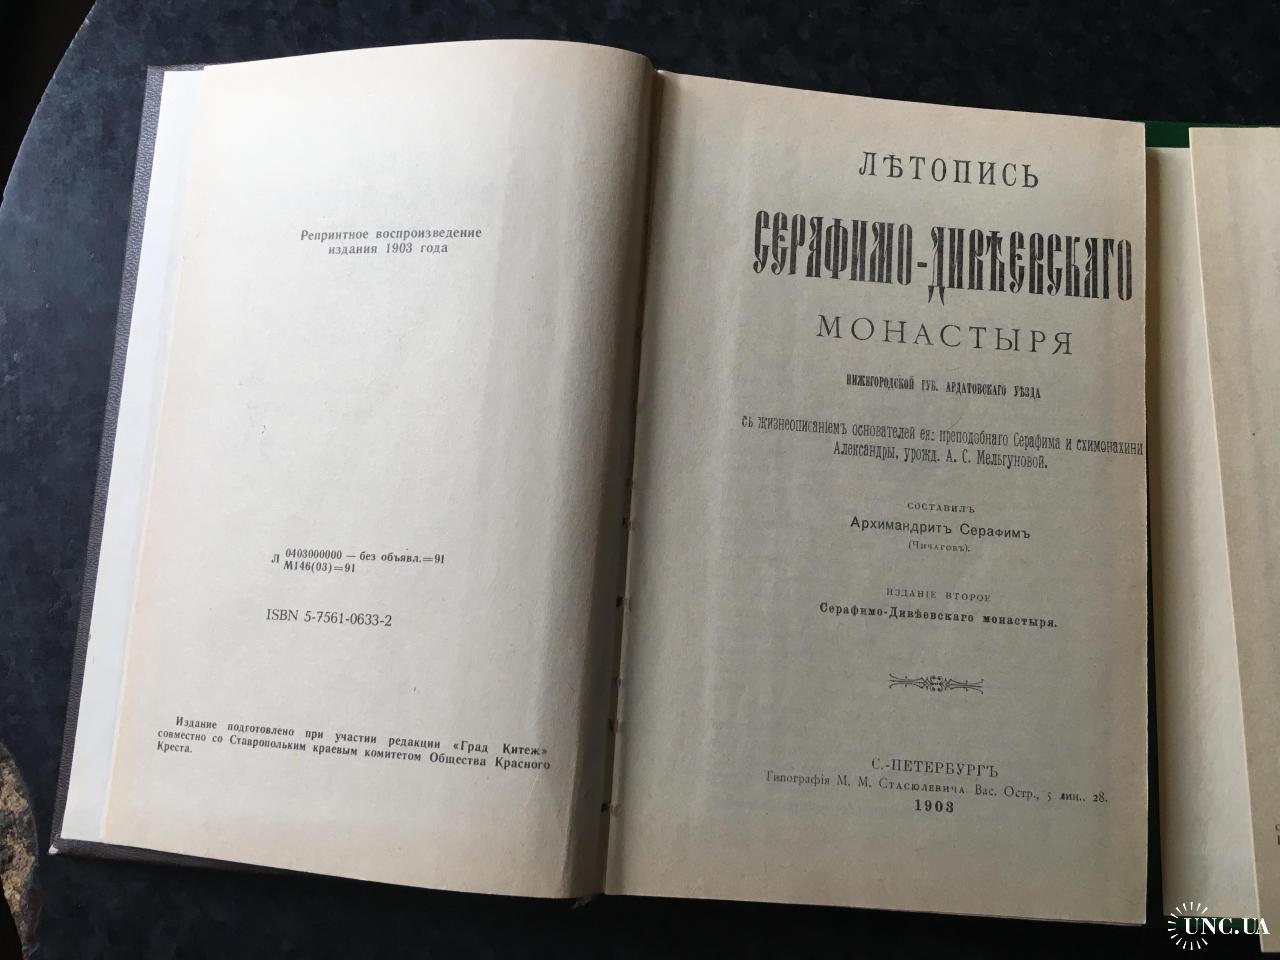 Репринтное воспроизведение
издания 1903 года
Л 0403000000 — без объявл.=91
М146(03)=91
ISBN 5-7561-0633-2
Издание подготовлено при участии редакции «Град Китеж»
совместно со Ставропольким краевым комитетом Общества Красного
Креста.
ЛѢТОПИСЬ
СЕРАФИМО-ДИВѢЕВСКАГО
МОНАСТЫРЯ
НИЖЕГОРОДСКОЙ ГУБ. АРДАТОВСКАГО УѢЗДА
съ жизнеописаніемъ основателей ея: преподобнаго Серафима и схимонахини
Александры, урожд. А. С. Мельгуновой.
СОСТАВИЛЪ
Архимандритъ Серафимъ
(Чичаговъ).
ИЗДАНІЕ ВТОРОЕ
Серафимо-Дивѣевскаго монастыря.
С.-ПЕТЕРБУРГЪ
Типографія М. М. Стасюлевича. Вас. Остр., 5 лин., 28.
1903
UNC.UA